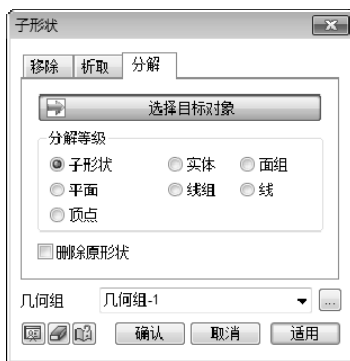 子形状
移除 析取 分解
选择目标对象
分解等级
子形状 实体 面组
平面 线组 线
顶点
删除原形状
几何组 几何组-1 ...
确认 取消 适用